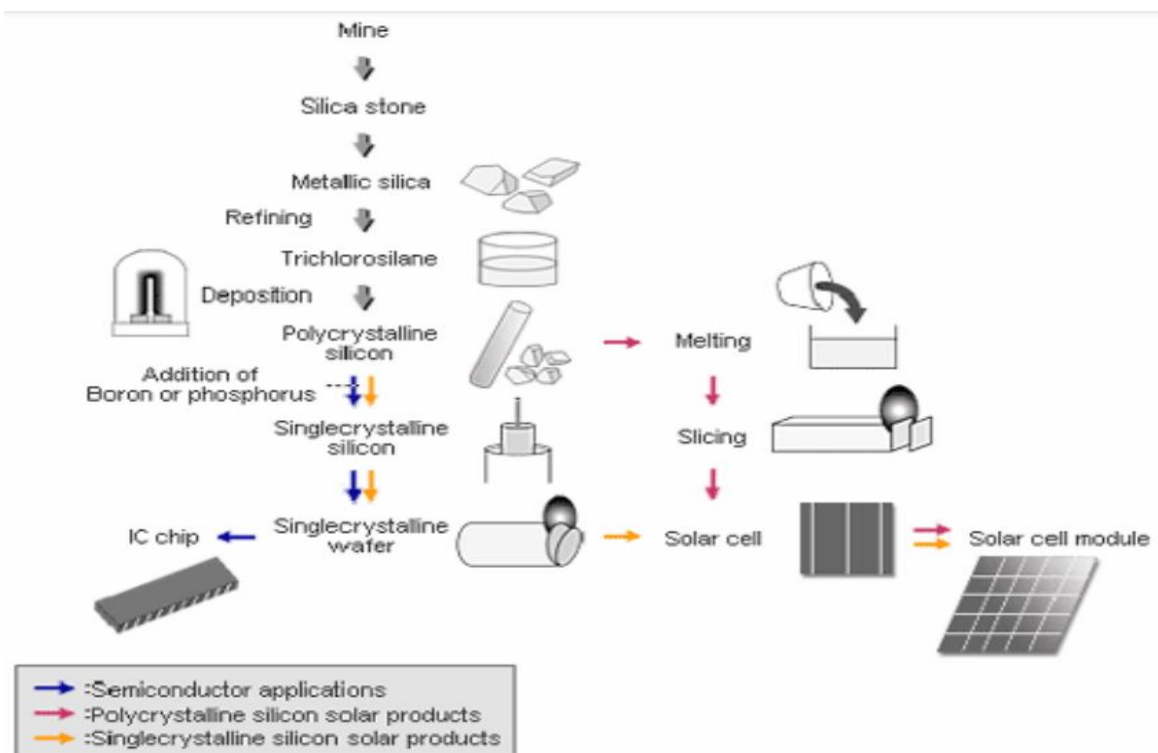 Mine
Silica stone
Metallic silica
Refining
Trichlorosilane
Deposition
Polycrystalline
silicon
Melting
Addition of
Boron or phosphorus
Singlecrystalline
silicon
Slicing
IC chip
Singlecrystalline
wafer
Solar cell
Solar cell module
:Semiconductor applications
:Polycrystalline silicon solar products
:Singlecrystalline silicon solar products